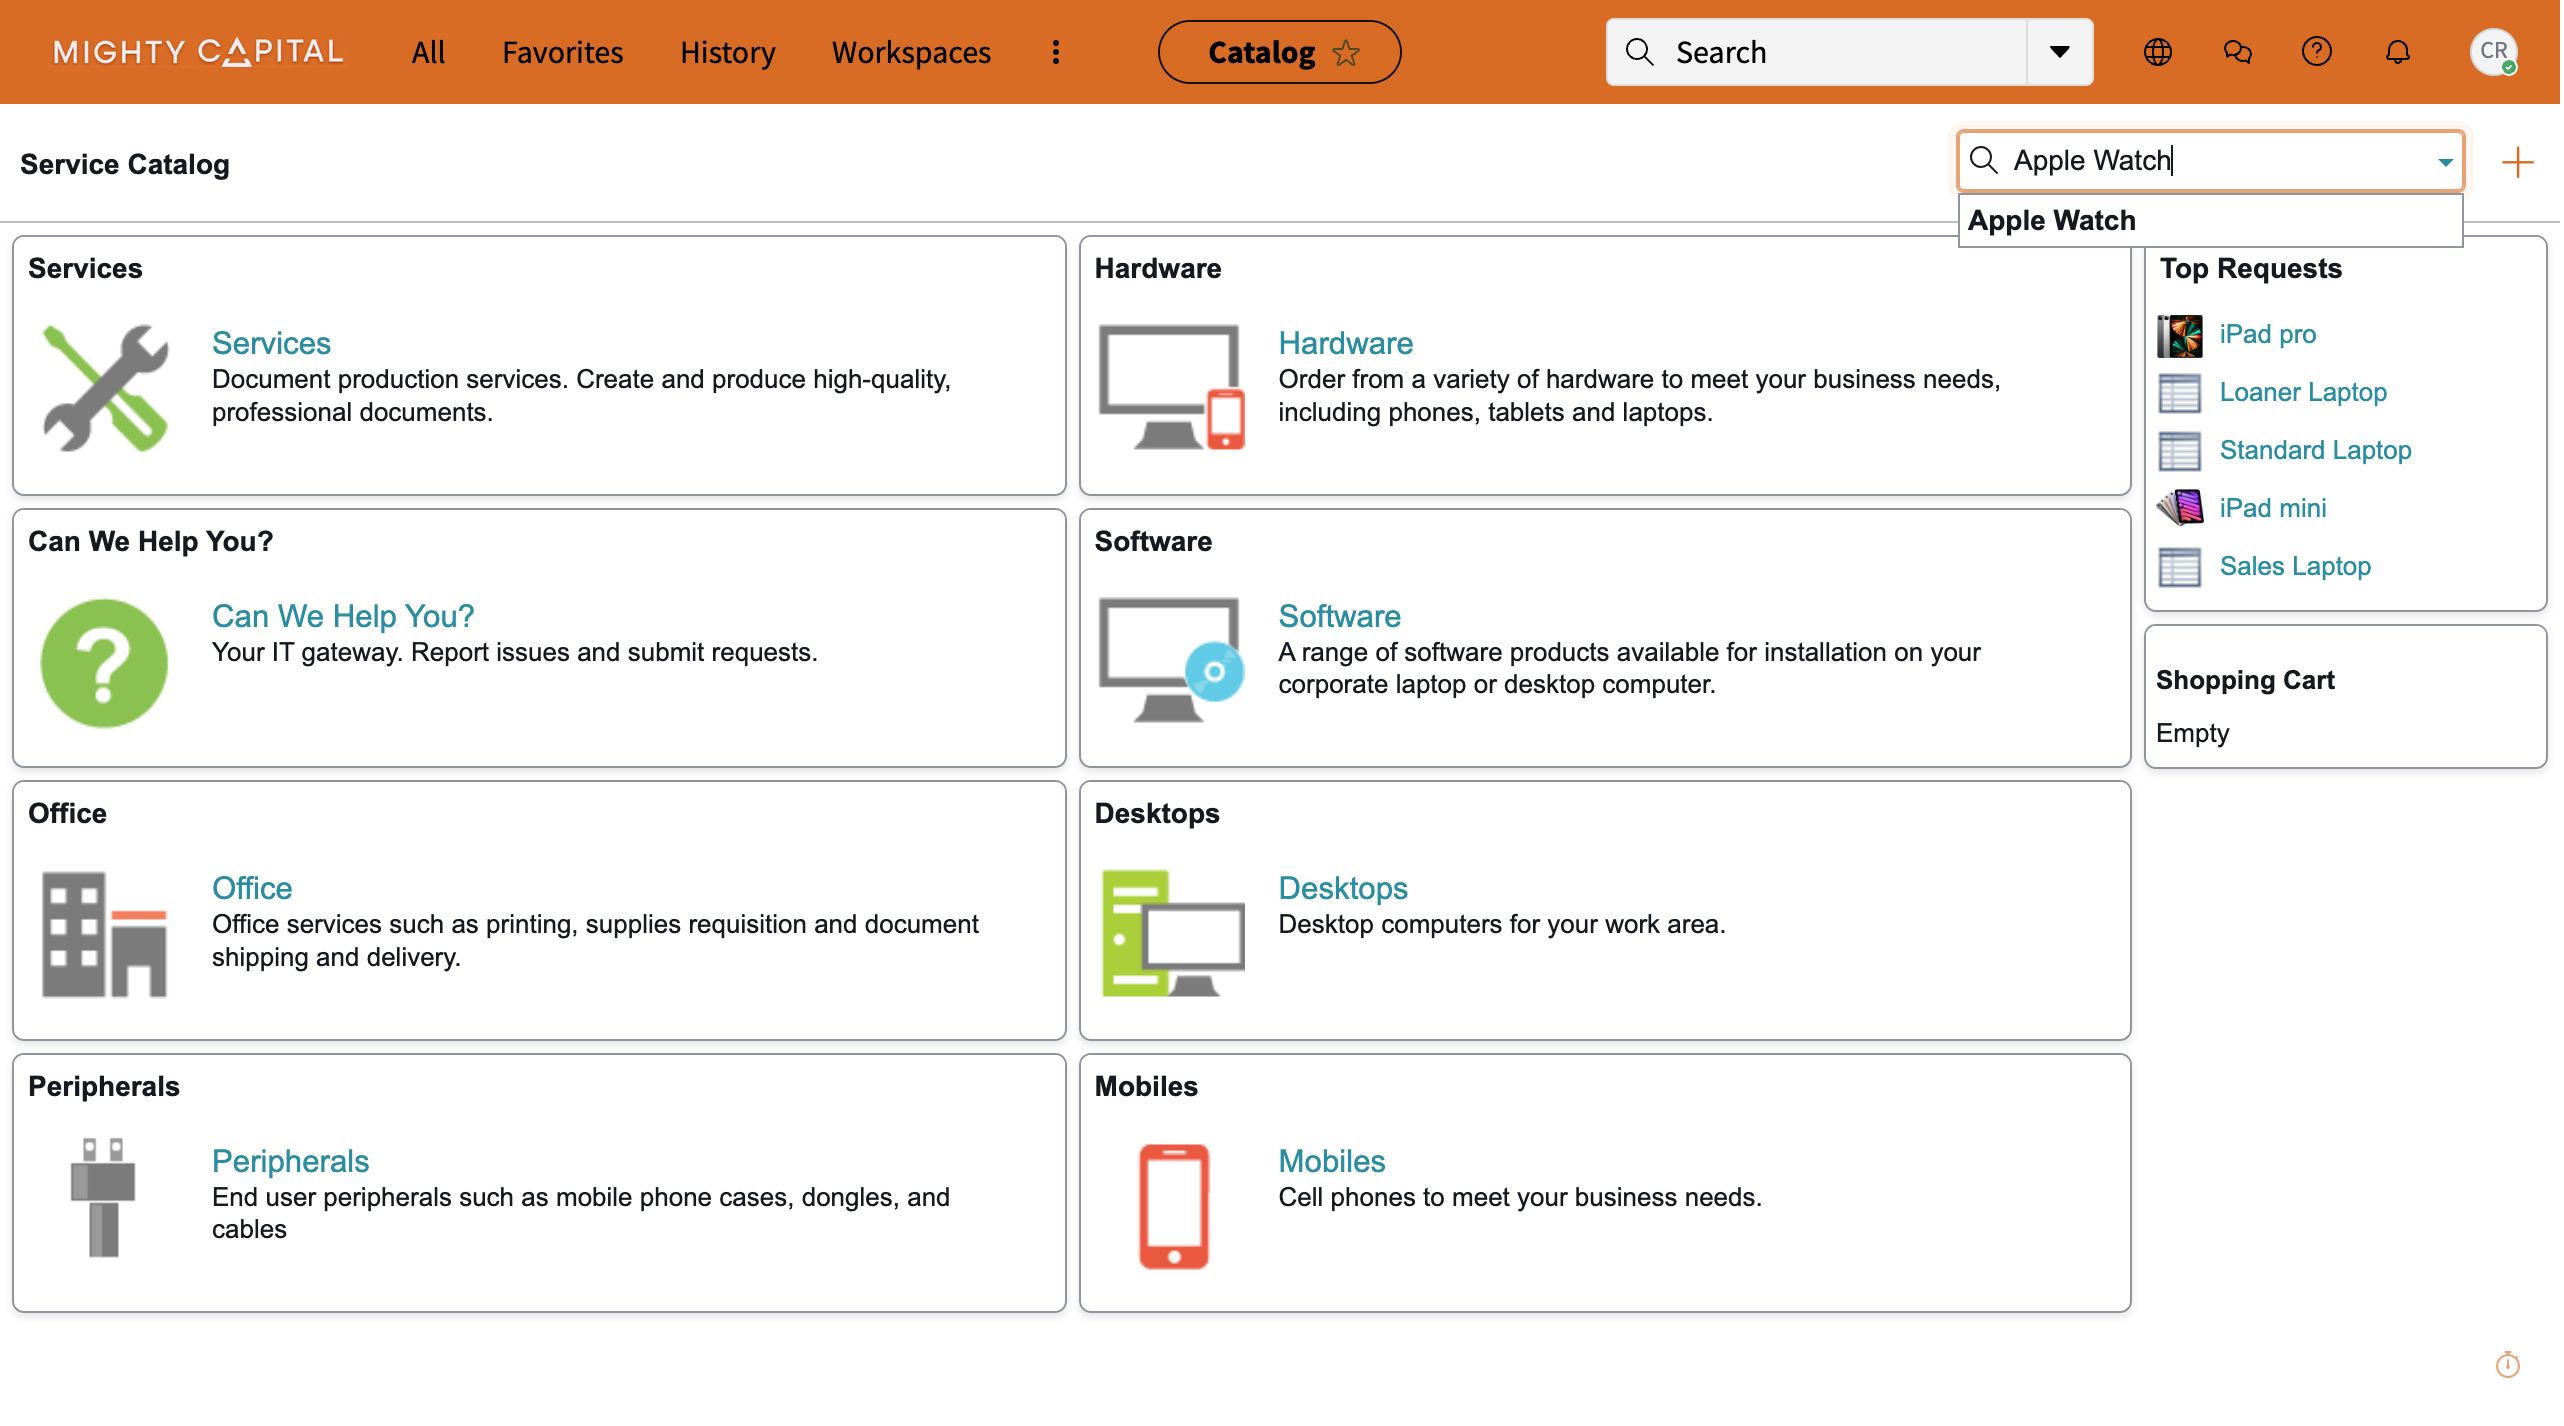 MIGHTY CAPITAL
All
Favorites
History
Workspaces
Catalog
Search
CR
Service Catalog
Apple Watch
Apple Watch
Services
Services
Document production services. Create and produce high-quality,
professional documents.
Hardware
Hardware
Order from a variety of hardware to meet your business needs,
including phones, tablets and laptops.
Top Requests
iPad pro
Loaner Laptop
Standard Laptop
iPad mini
Sales Laptop
Can We Help You?
Can We Help You?
Your IT gateway. Report issues and submit requests.
Software
Software
A range of software products available for installation on your
corporate laptop or desktop computer.
Shopping Cart
Empty
Office
Office
Office services such as printing, supplies requisition and document
shipping and delivery.
Desktops
Desktops
Desktop computers for your work area.
Peripherals
Peripherals
End user peripherals such as mobile phone cases, dongles, and
cables
Mobiles
Mobiles
Cell phones to meet your business needs.